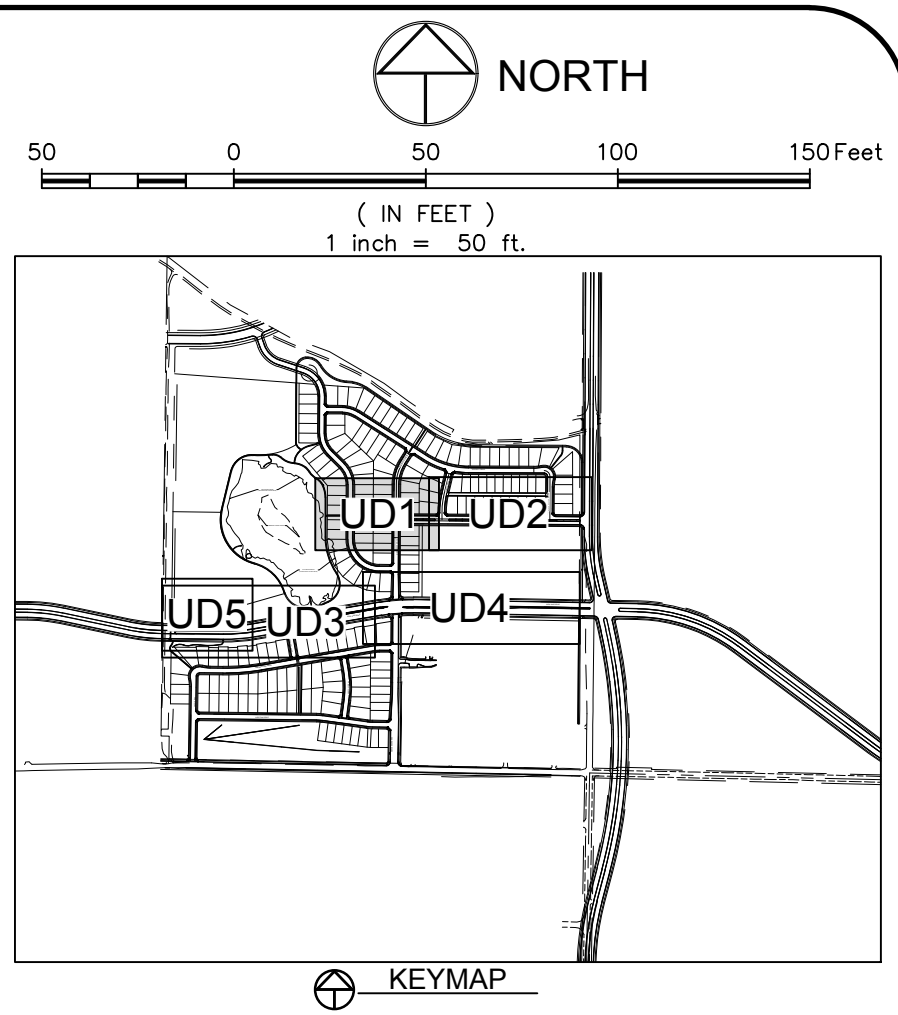 NORTH
50 0 50 100 150 Feet
( IN FEET )
1 inch = 50 ft.
UD1 UD2
UD5 UD3 UD4
KEYMAP